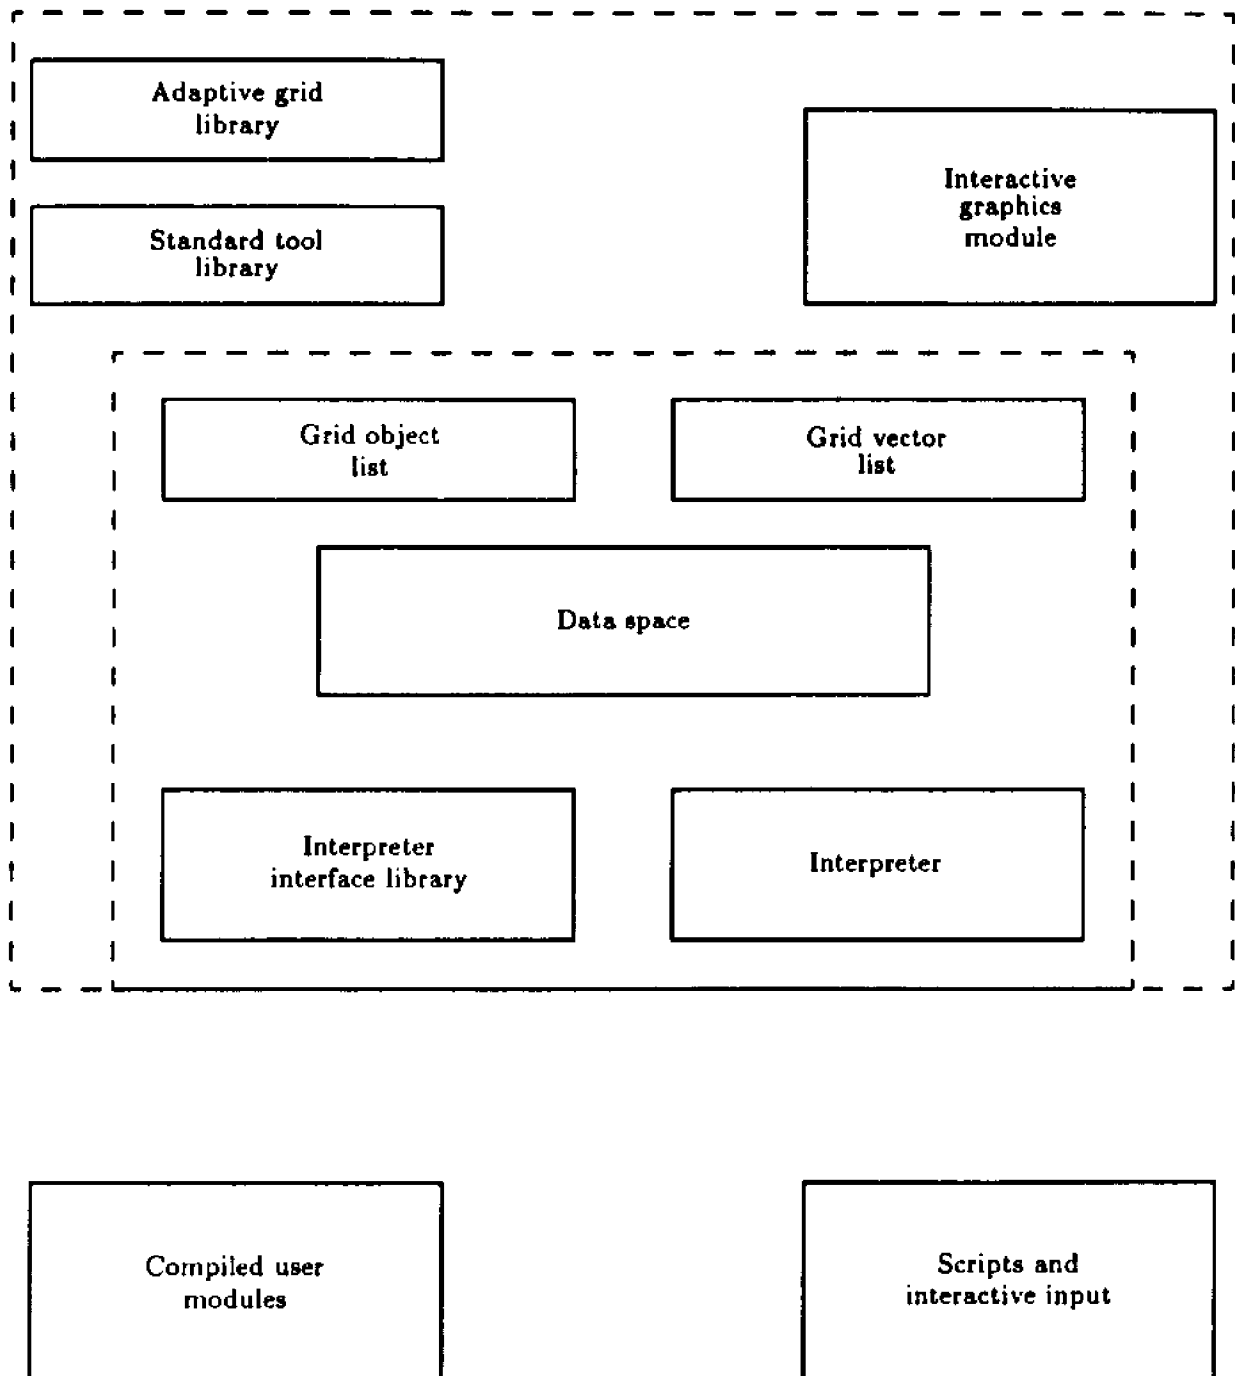 Adaptive grid
library
Standard tool
library
Interactive
graphics
module
Grid object
list
Grid vector
list
Data space
Interpreter
interface library
Interpreter
Compiled user
modules
Scripts and
interactive input